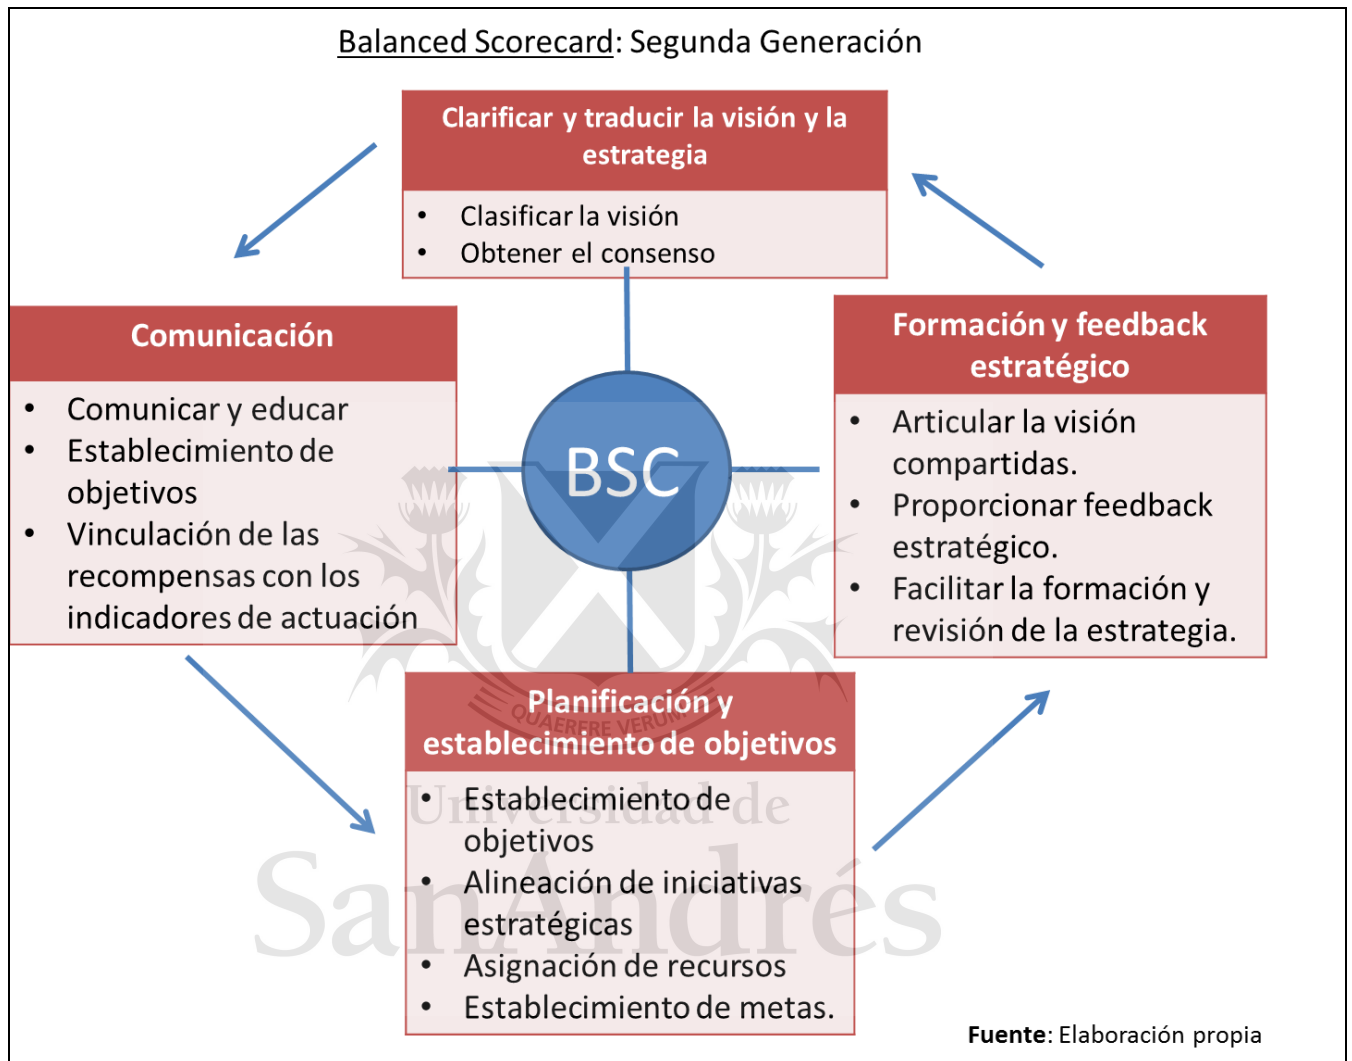 Balanced Scorecard: Segunda Generación
Clarificar y traducir la visión y la
estrategia
• Clasificar la visión
• Obtener el consenso
Comunicación
• Comunicar y educar
• Establecimiento de
objetivos
• Vinculación de las
recompensas con los
indicadores de actuación
BSC
Formación y feedback
estratégico
• Articular la visión
compartidas.
• Proporcionar feedback
estratégico.
• Facilitar la formación y
revisión de la estrategia.
Planificación y
establecimiento de objetivos
• Establecimiento de
objetivos
• Alineación de iniciativas
estratégicas
• Asignación de recursos
• Establecimiento de metas.
QUAERERE VERUM
Universidad de
SanAndrés
Fuente: Elaboración propia